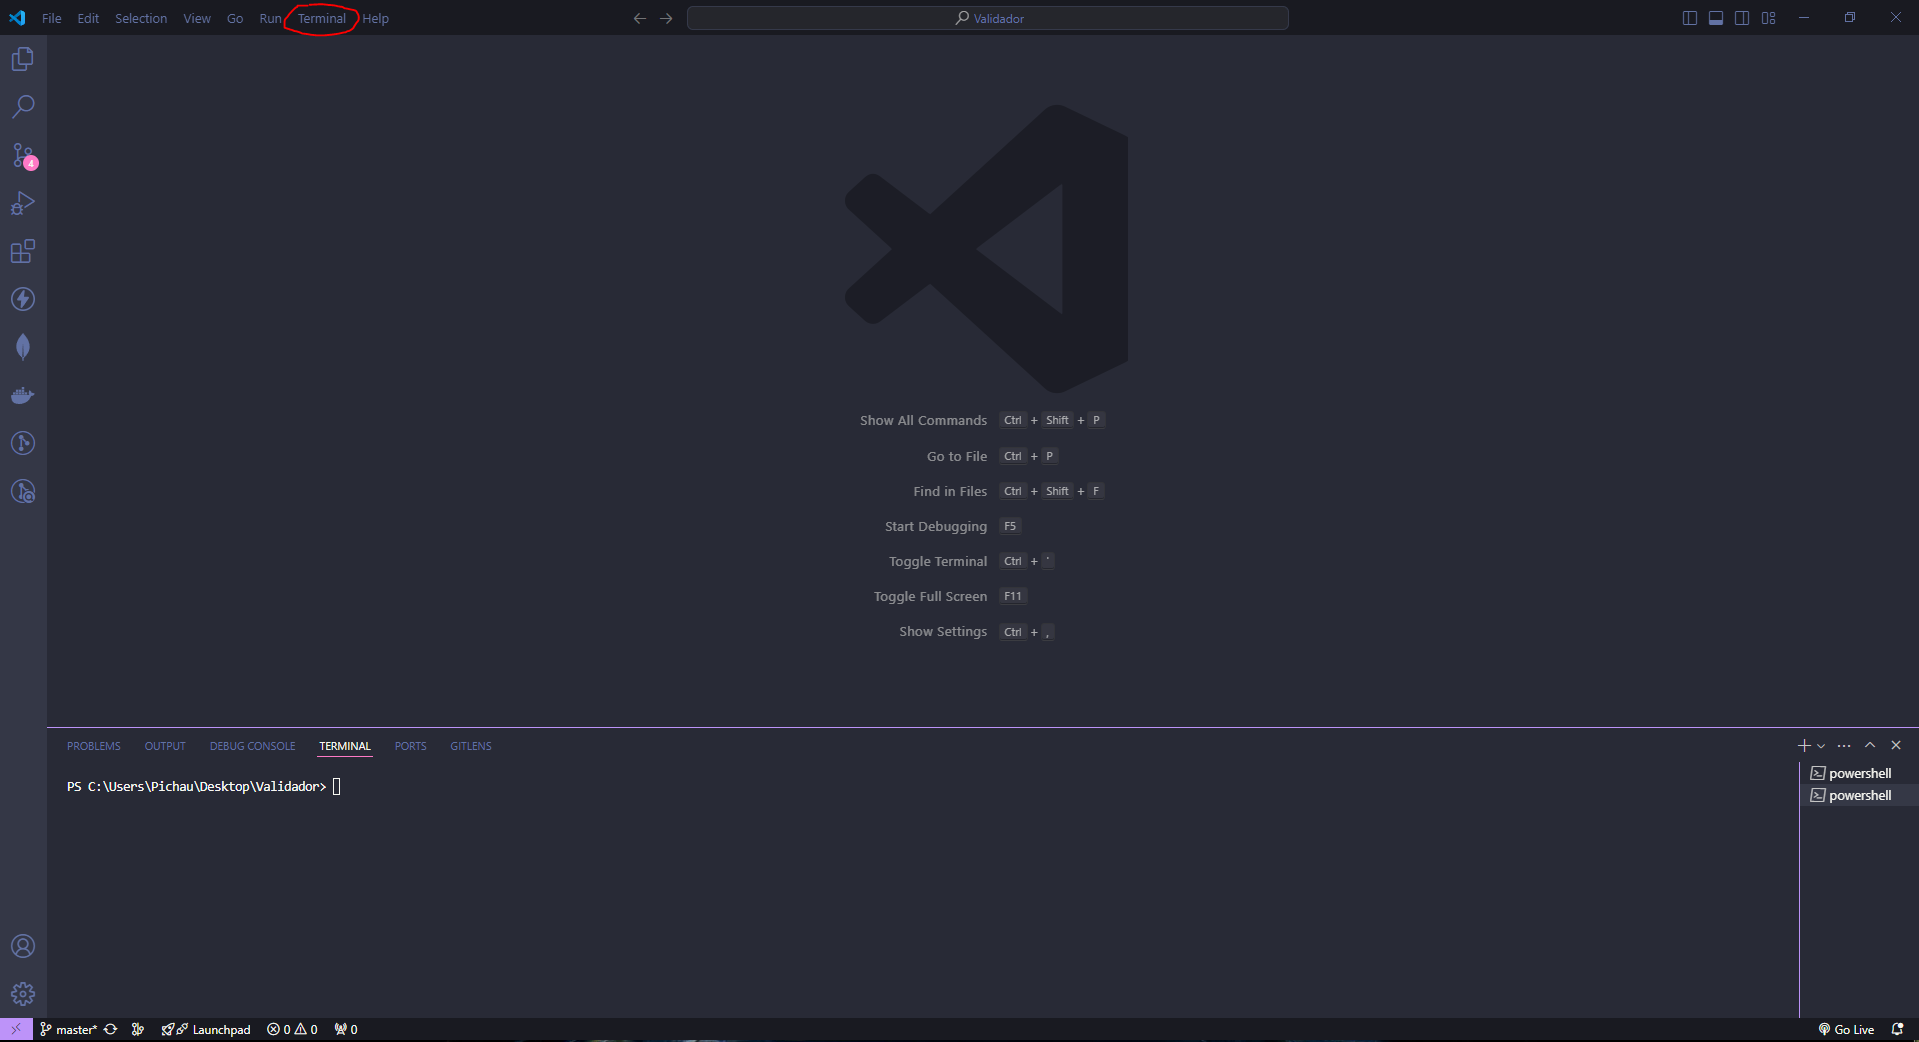 File Edit Selection View Go Run Terminal Help
Validador
4
Show All Commands Ctrl + Shift + P
Go to File Ctrl + P
Find in Files Ctrl + Shift + F
Start Debugging F5
Toggle Terminal Ctrl + `
Toggle Full Screen F11
Show Settings Ctrl + ,
PROBLEMS OUTPUT DEBUG CONSOLE TERMINAL PORTS GITLENS
PS C:\Users\Pichau\Desktop\Validador>
powershell
powershell
master* Launchpad 0 0 0 Go Live